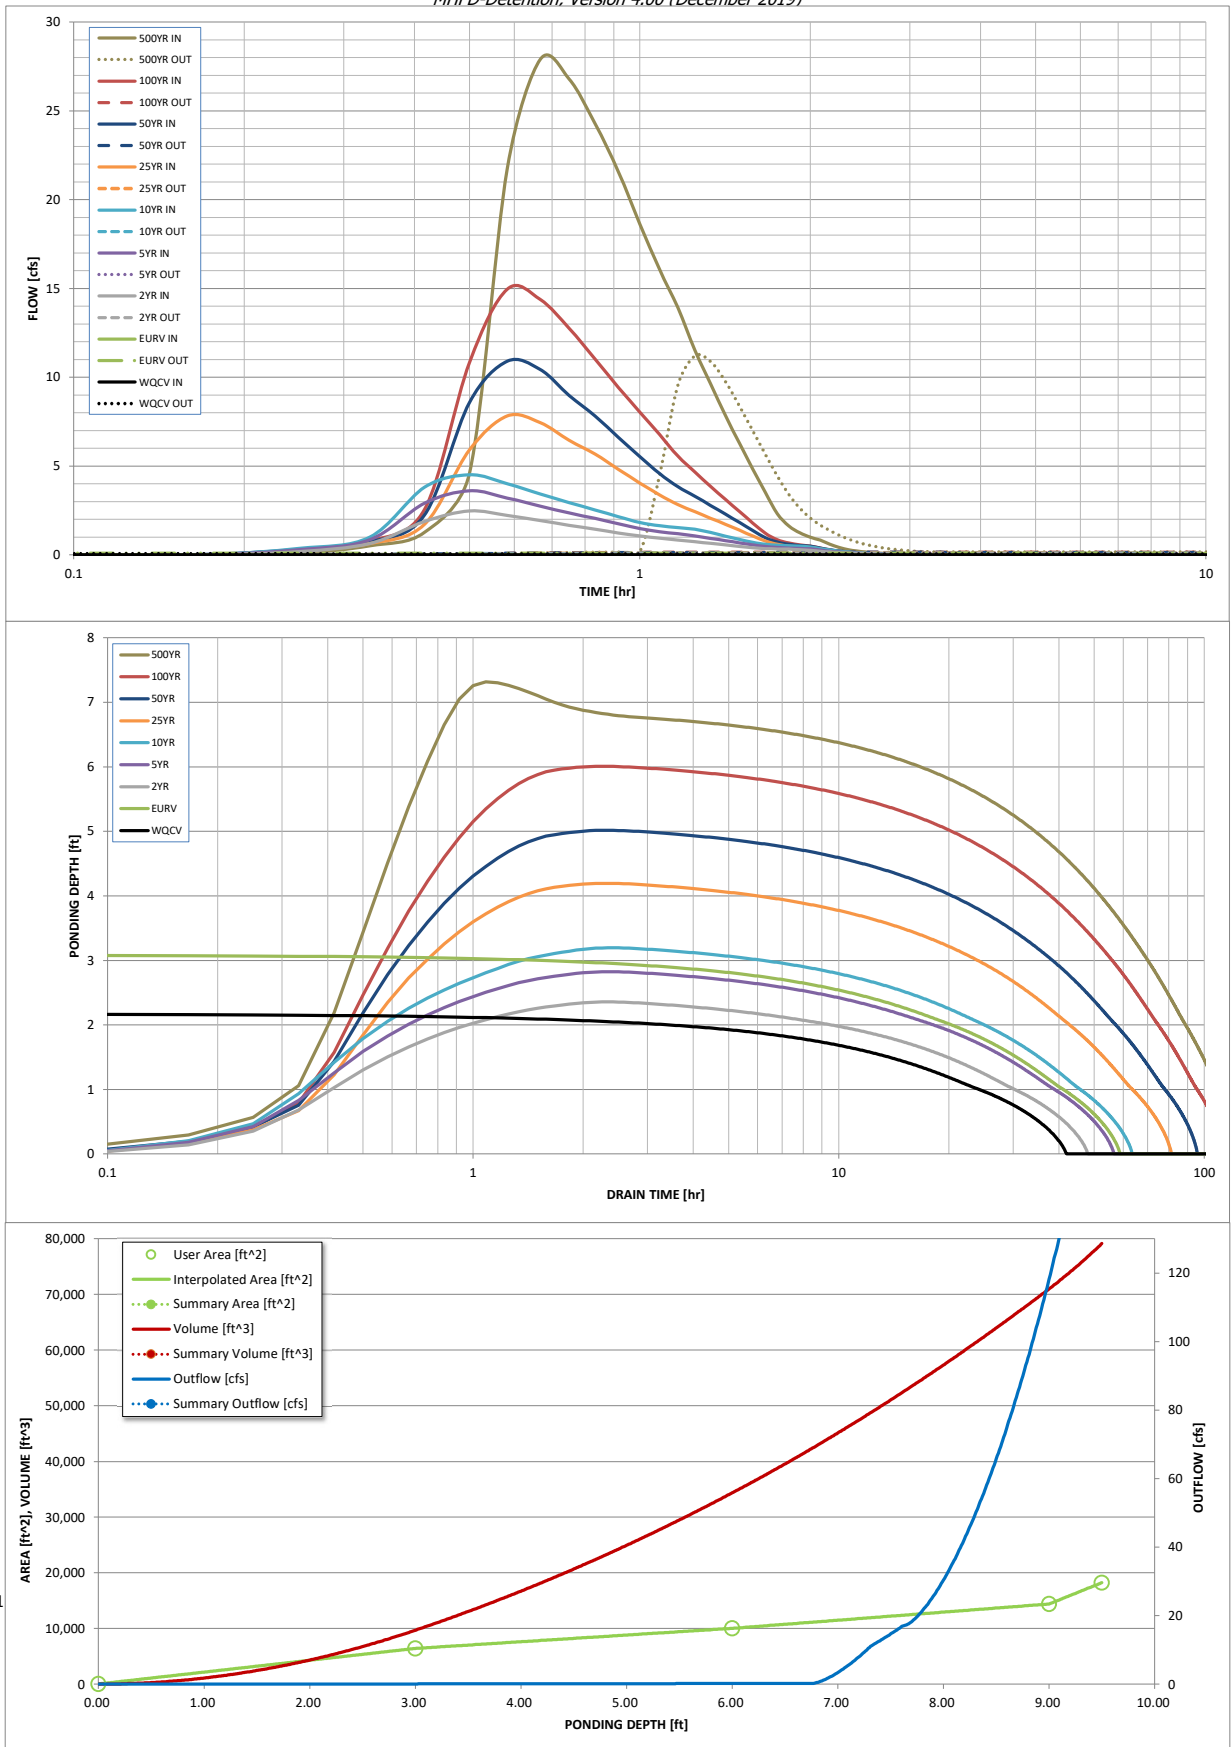 MHFD-Detention, Version 4.00 (December 2019)
30
25
20
15
10
5
0
FLOW [cfs]
500YR IN
500YR OUT
100YR IN
100YR OUT
50YR IN
50YR OUT
25YR IN
25YR OUT
10YR IN
10YR OUT
5YR IN
5YR OUT
2YR IN
2YR OUT
EURV IN
EURV OUT
WQCV IN
WQCV OUT
0.1
1
10
TIME [hr]
8
7
6
5
4
3
2
1
0
PONDING DEPTH [ft]
500YR
100YR
50YR
25YR
10YR
5YR
2YR
EURV
WQCV
0.1
1
10
100
DRAIN TIME [hr]
80,000
70,000
60,000
50,000
40,000
30,000
20,000
10,000
0
AREA [ft^2], VOLUME [ft^3]
User Area [ft^2]
Interpolated Area [ft^2]
Summary Area [ft^2]
Volume [ft^3]
Summary Volume [ft^3]
Outflow [cfs]
Summary Outflow [cfs]
120
100
80
60
40
20
0
OUTFLOW [cfs]
0.00
1.00
2.00
3.00
4.00
5.00
6.00
7.00
8.00
9.00
10.00
PONDING DEPTH [ft]